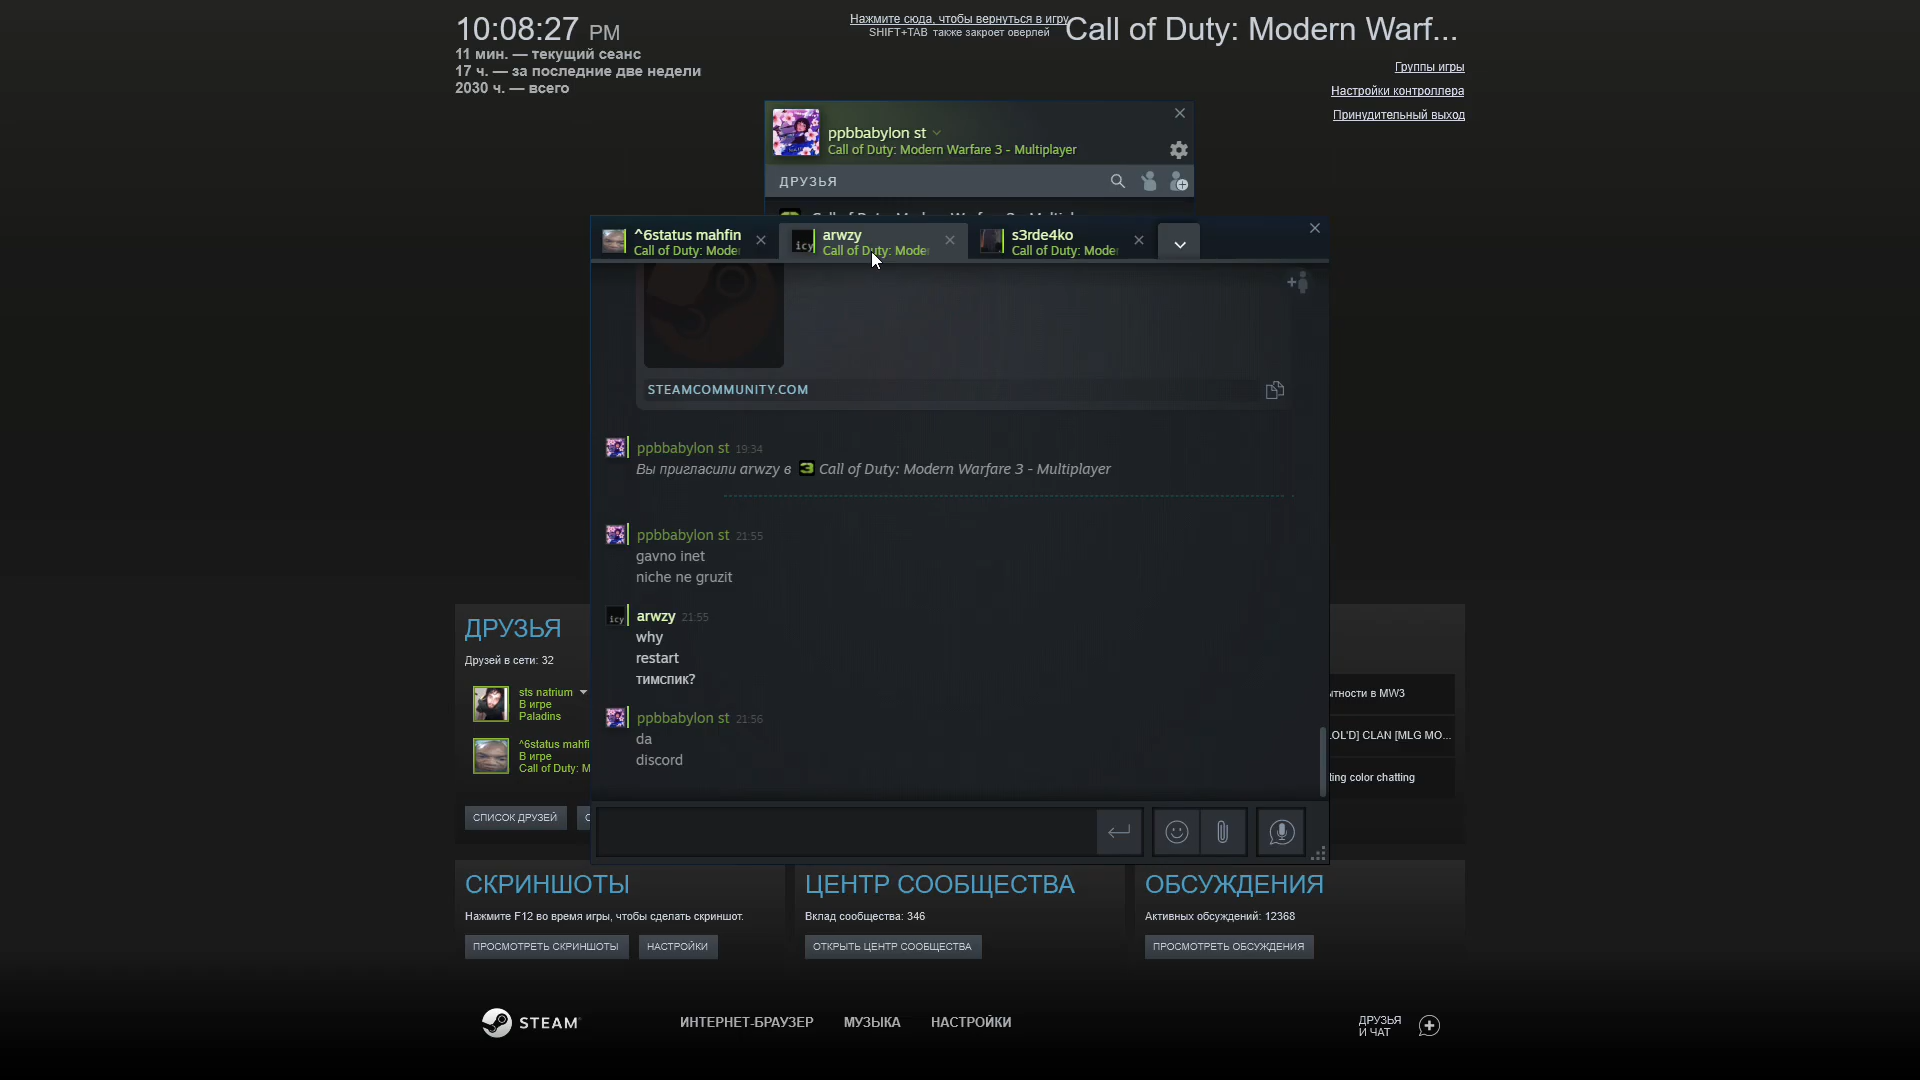 10:08:27 PM
11 мин. — текущий сеанс
17 ч. — за последние две недели
2030 ч. — всего
Нажмите сюда, чтобы вернуться в игру
SHIFT+TAB также закроет оверлей
Call of Duty: Modern Warf...
Группы игры
Настройки контроллера
Принудительный выход
ppbbabylon st
Call of Duty: Modern Warfare 3 - Multiplayer
ДРУЗЬЯ
^6status mahfin
Call of Duty: Moder
icy
arwzy
Call of Duty: Moder
s3rde4ko
Call of Duty: Moder
STEAMCOMMUNITY.COM
ppbbabylon st 19:34
Вы пригласили arwzy в 3 Call of Duty: Modern Warfare 3 - Multiplayer
ppbbabylon st 21:55
gavno inet
niche ne gruzit
icy
arwzy 21:55
why
restart
тимспик?
ppbbabylon st 21:56
da
discord
ДРУЗЬЯ
Друзей в сети: 32
sts natrium
В игре
Paladins
^6status mahfi
В игре
Call of Duty: M
СПИСОК ДРУЗЕЙ
ытности в MW3
.OL'D] CLAN [MLG MO...
ting color chatting
СКРИНШОТЫ
Нажмите F12 во время игры, чтобы сделать скриншот.
ПРОСМОТРЕТЬ СКРИНШОТЫ
НАСТРОЙКИ
ЦЕНТР СООБЩЕСТВА
Вклад сообщества: 346
ОТКРЫТЬ ЦЕНТР СООБЩЕСТВА
ОБСУЖДЕНИЯ
Активных обсуждений: 12368
ПРОСМОТРЕТЬ ОБСУЖДЕНИЯ
STEAM
ИНТЕРНЕТ-БРАУЗЕР
МУЗЫКА
НАСТРОЙКИ
ДРУЗЬЯ
И ЧАТ